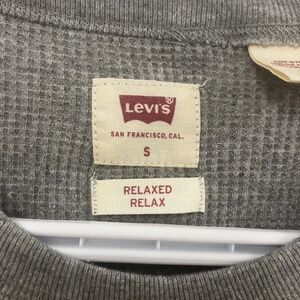 LEVI'S®
SAN FRANCISCO, CAL.
S
RELAXED
RELAX